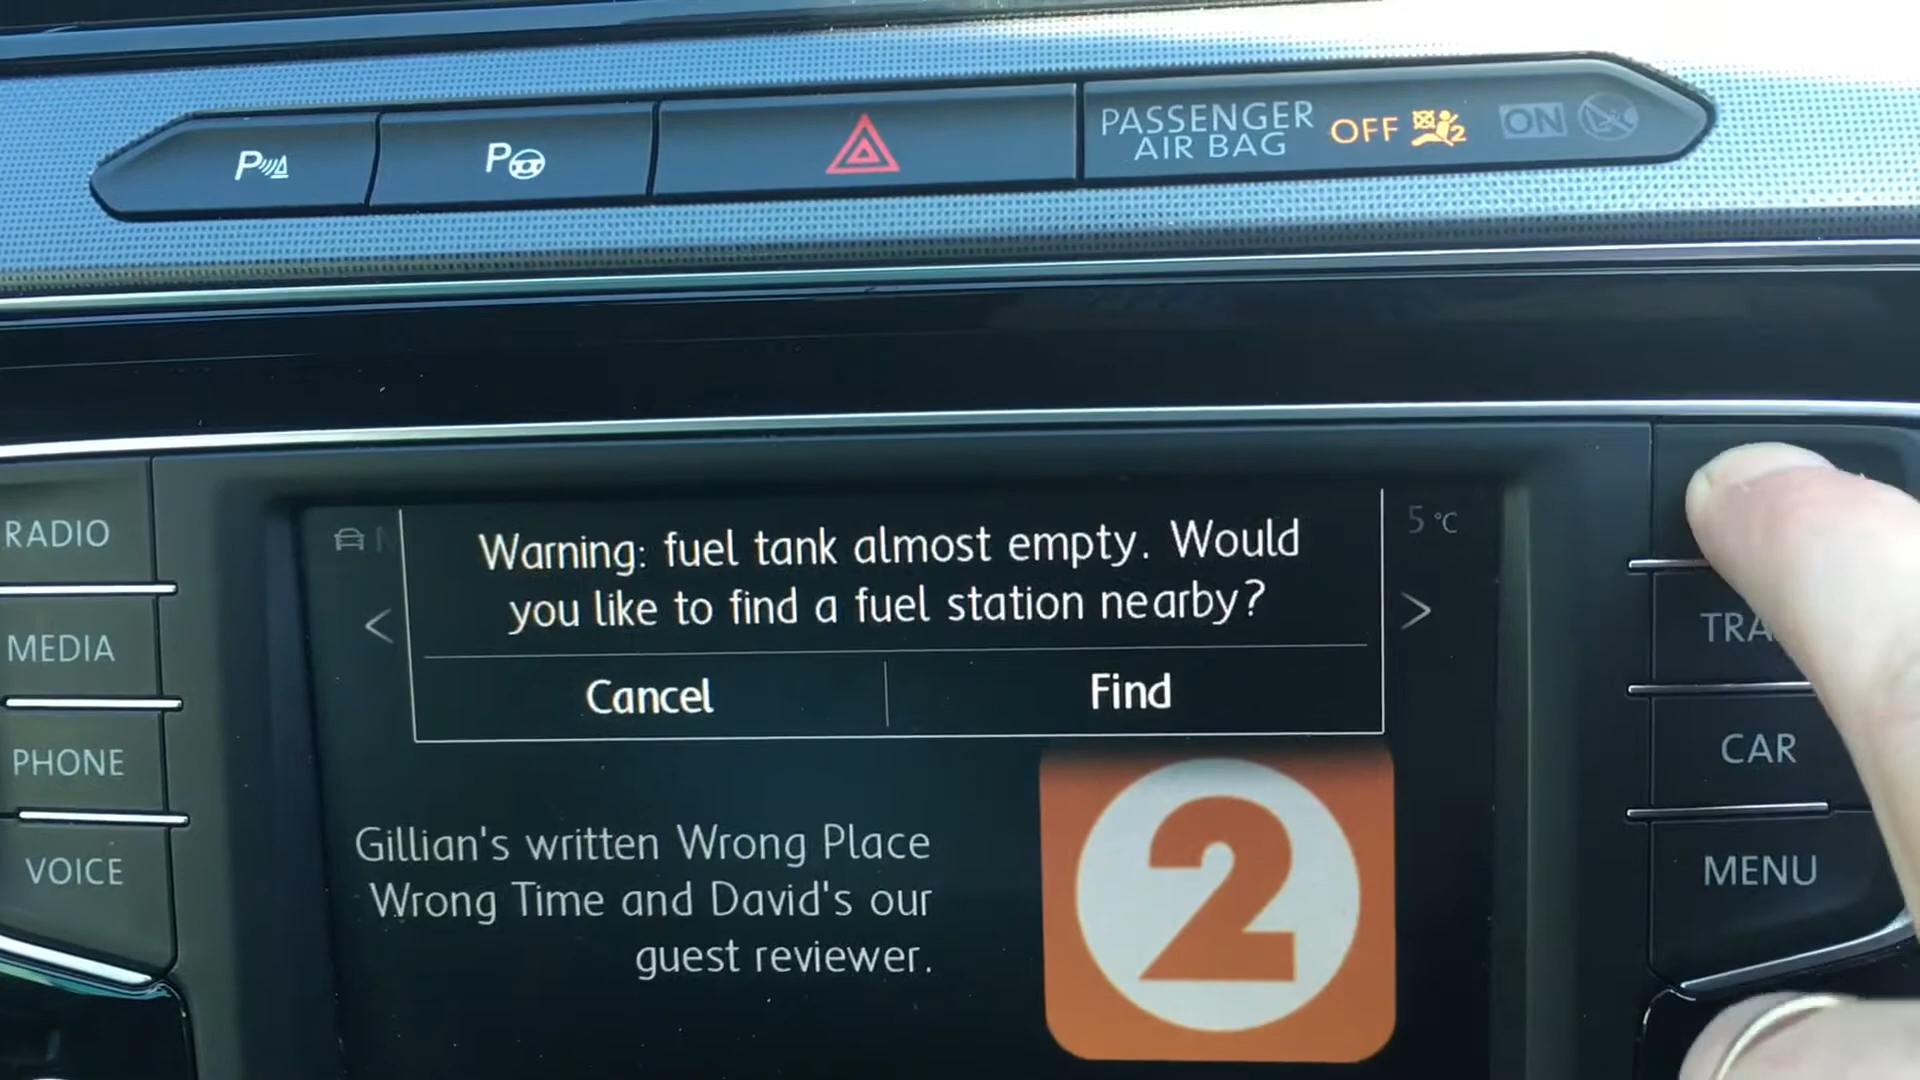 P
P
PASSENGER
AIR BAG
OFF
2
ON
RADIO
MEDIA
PHONE
VOICE
5 °C
Warning: fuel tank almost empty. Would
you like to find a fuel station nearby?
<
>
Cancel
Find
Gillian's written Wrong Place
Wrong Time and David's our
guest reviewer.
2
CAR
MENU